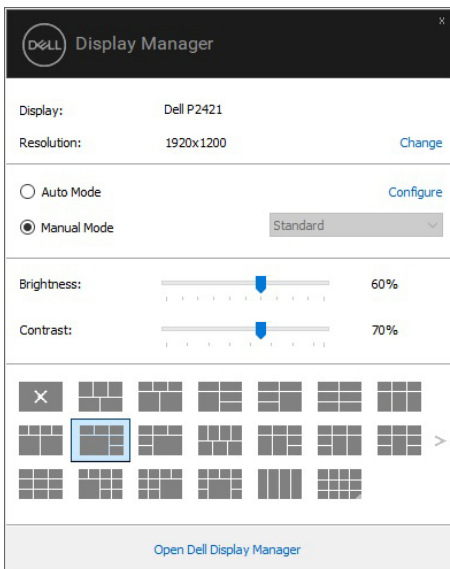 x
DELL Display Manager
Display: Dell P2421
Resolution: 1920x1200 Change
Auto Mode Configure
Manual Mode Standard
Brightness: 60%
Contrast: 70%
Open Dell Display Manager